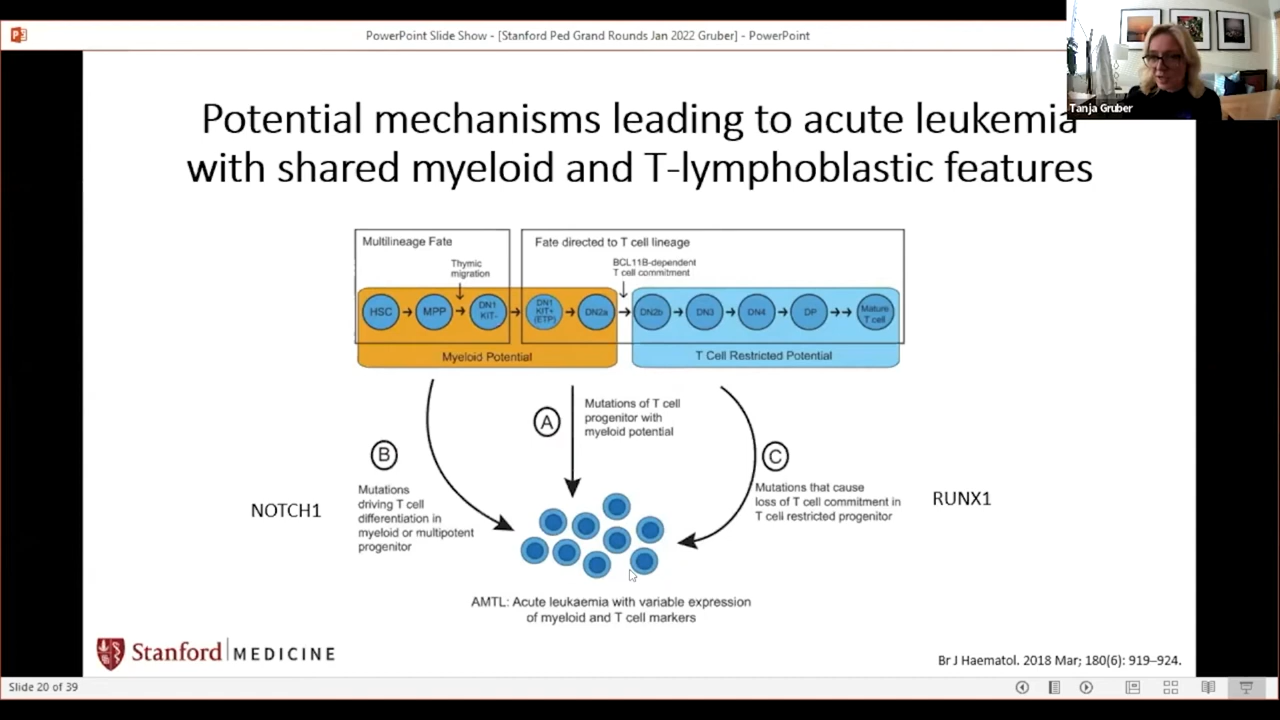 PowerPoint Slide Show - [Stanford Ped Grand Rounds Jan 2022 Gruber] - PowerPoint
Tanja Gruber
Potential mechanisms leading to acute leukemia
with shared myeloid and T-lymphoblastic features
Multilineage Fate
Fate directed to T cell lineage
Thymic
migration
BCL11B-dependent
T cell commitment
HSC
MPP
DN1
KIT-
DN1
KIT+
(ETP)
DN2a
DN2b
DN3
DN4
DP
Mature
T cell
Myeloid Potential
T Cell Restricted Potential
A
Mutations of T cell
progenitor with
myeloid potential
B
Mutations
driving T cell
differentiation in
myeloid or multipotent
progenitor
NOTCH1
C
Mutations that cause
loss of T cell commitment in
T cell restricted progenitor
RUNX1
AMTL: Acute leukaemia with variable expression
of myeloid and T cell markers
Stanford MEDICINE
Br J Haematol. 2018 Mar; 180(6): 919–924.
Slide 20 of 39